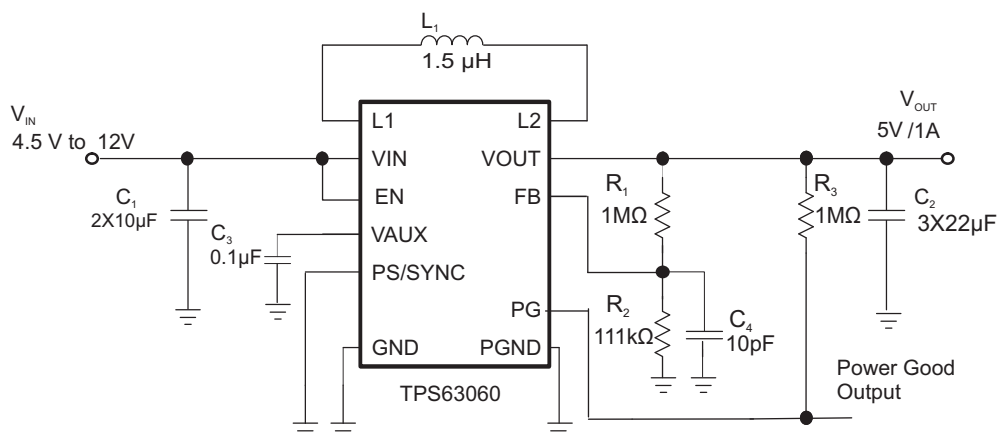 L1
1.5 µH
VIN
4.5 V to 12V
VOUT
5V /1A
L1
L2
VIN
VOUT
EN
FB
VAUX
PS/SYNC
PG
GND
PGND
TPS63060
C1
2X10µF
C3
0.1µF
R1
1MΩ
R3
1MΩ
C2
3X22µF
R2
111kΩ
C4
10pF
Power Good
Output